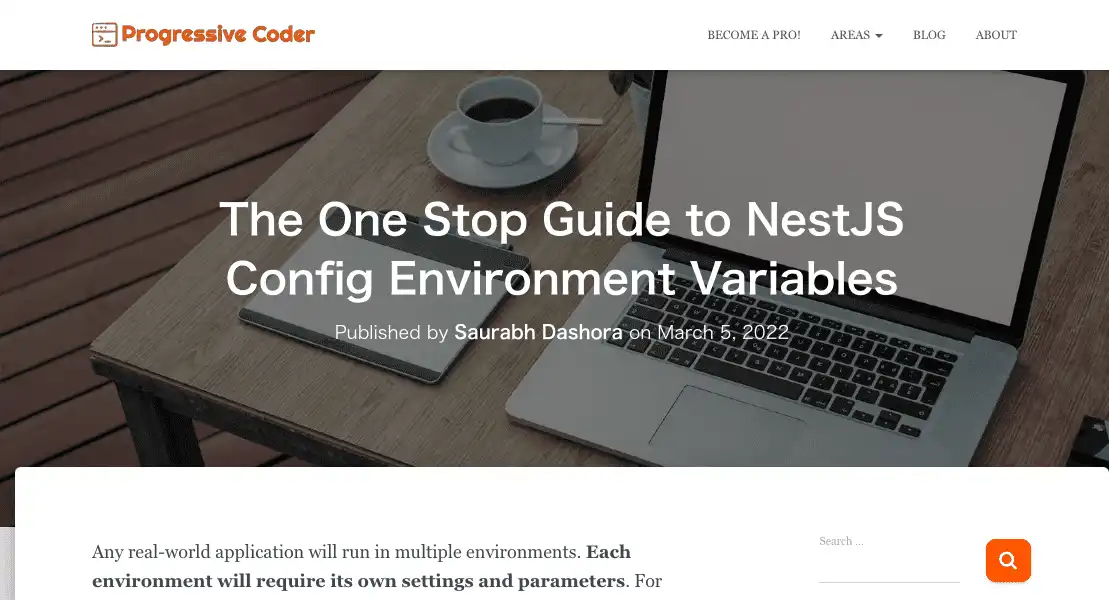 Progressive Coder
BECOME A PRO! AREAS BLOG ABOUT
The One Stop Guide to NestJS
Config Environment Variables
Published by Saurabh Dashora on March 5, 2022
Any real-world application will run in multiple environments. Each
environment will require its own settings and parameters. For
Search ...